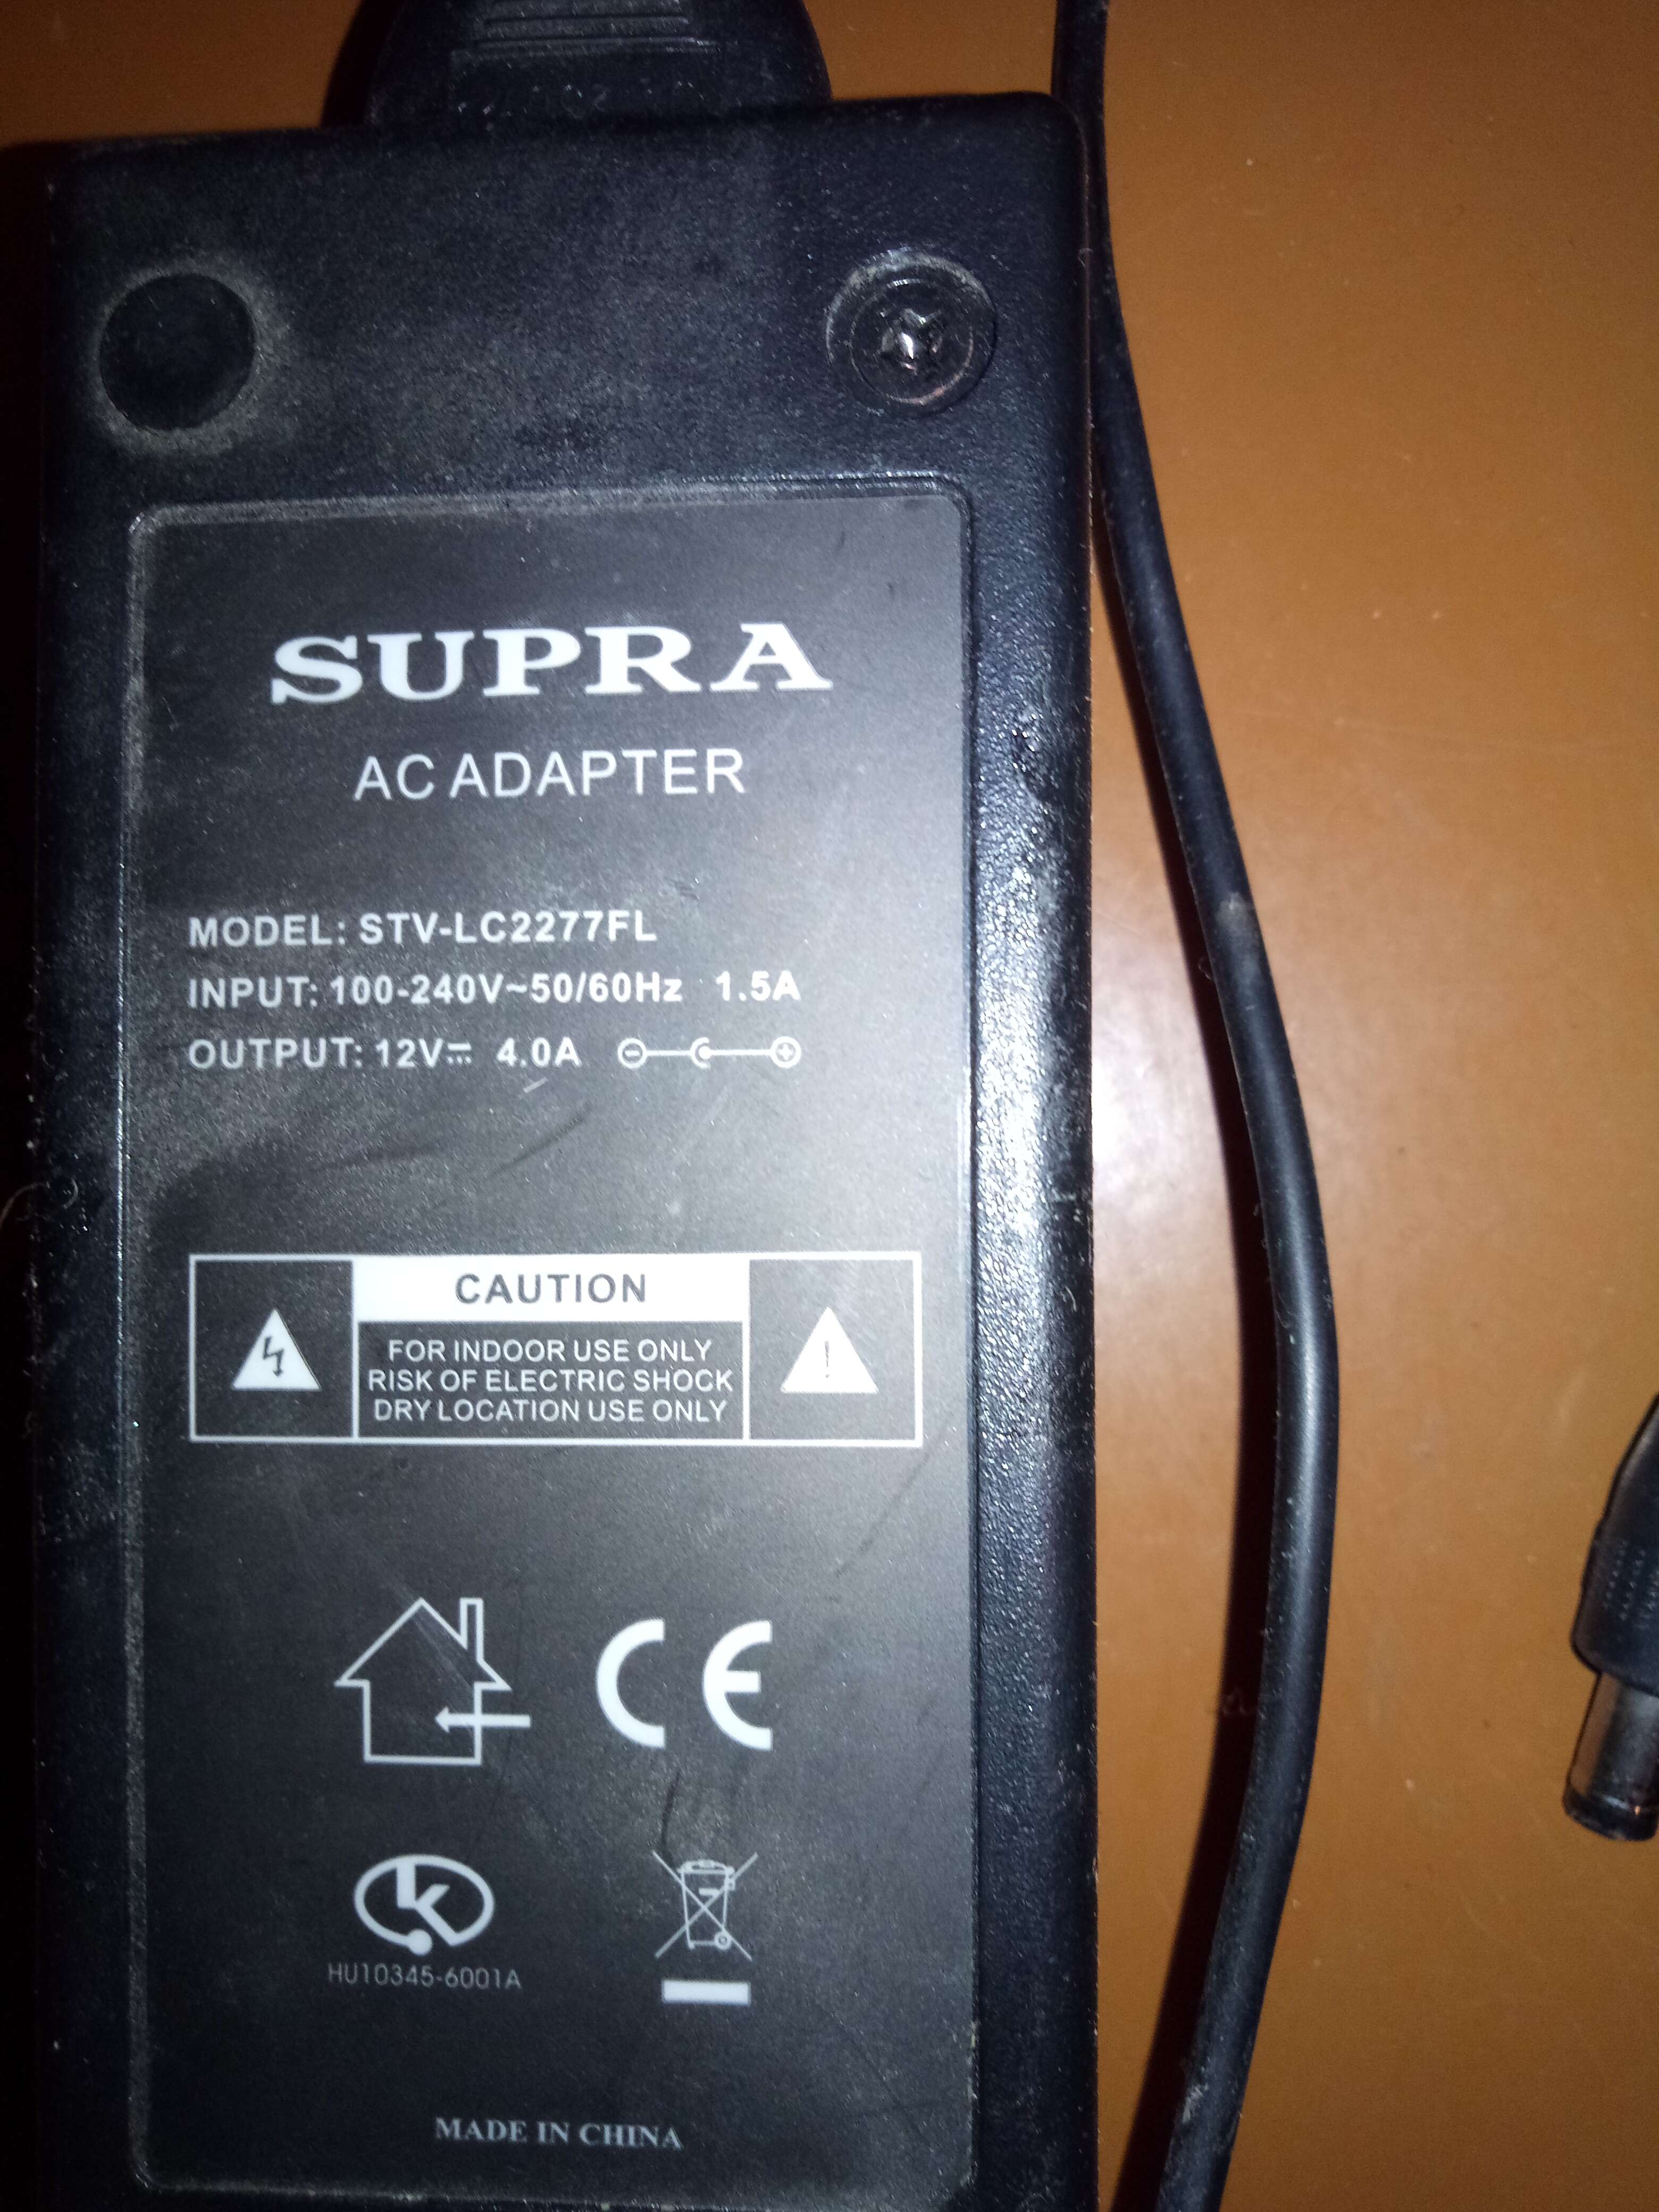 SUPRA
AC ADAPTER
MODEL: STV-LC2277FL
INPUT: 100-240V~50/60Hz 1.5A
OUTPUT: 12V⎓ 4.0A
CAUTION
FOR INDOOR USE ONLY
RISK OF ELECTRIC SHOCK
DRY LOCATION USE ONLY
CE
HU10345-6001A
MADE IN CHINA